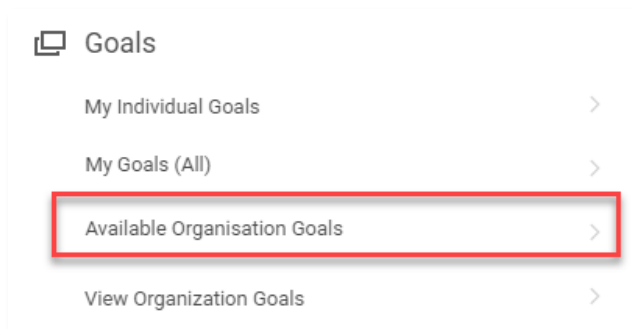 Goals
My Individual Goals
My Goals (All)
Available Organisation Goals
View Organization Goals